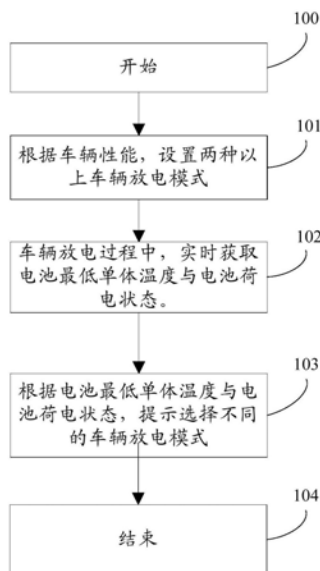 100
开始
101
根据车辆性能，设置两种以
上车辆放电模式
102
车辆放电过程中，实时获取
电池最低单体温度与电池荷
电状态。
103
根据电池最低单体温度与电
池荷电状态，提示选择不同
的车辆放电模式
104
结束